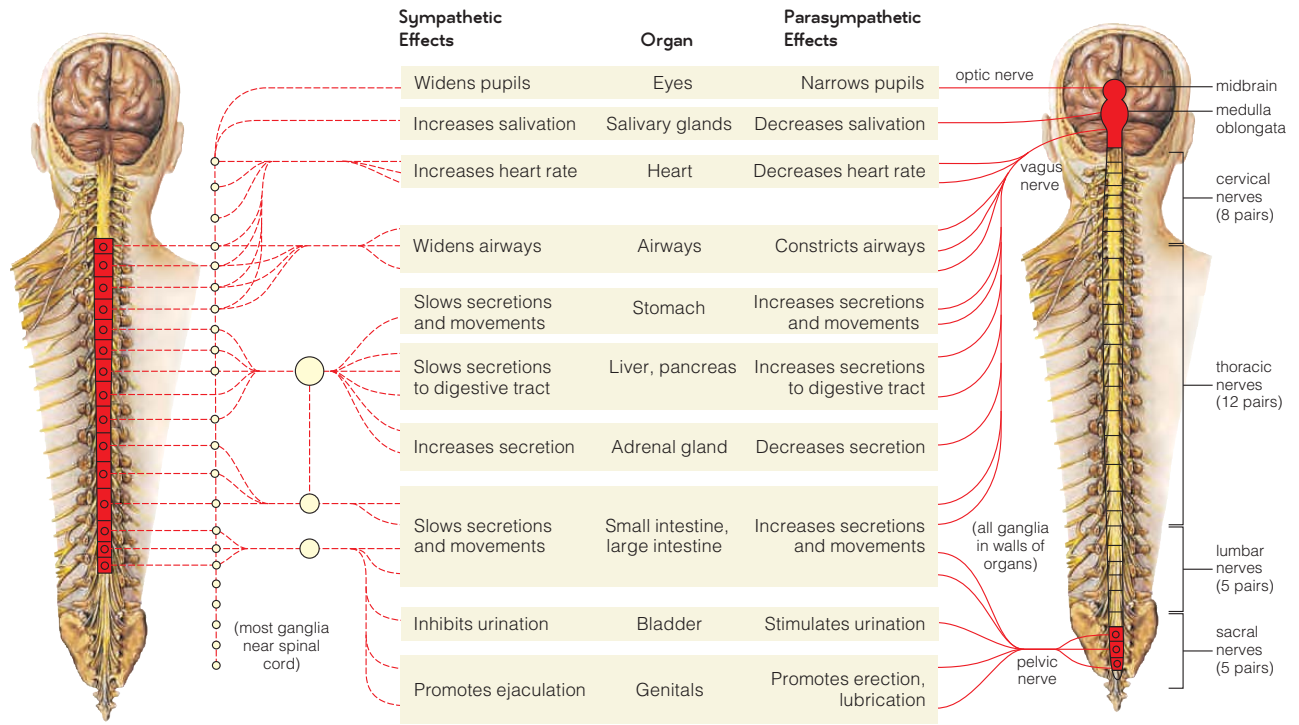 Sympathetic
Effects
Organ
Parasympathetic
Effects
Widens pupils
Eyes
Narrows pupils
optic nerve
midbrain
Increases salivation
Salivary glands
Decreases salivation
medulla
oblongata
Increases heart rate
Heart
Decreases heart rate
vagus
nerve
cervical
nerves
(8 pairs)
Widens airways
Airways
Constricts airways
Slows secretions
and movements
Stomach
Increases secretions
and movements
Slows secretions
to digestive tract
Liver, pancreas
Increases secretions
to digestive tract
thoracic
nerves
(12 pairs)
Increases secretion
Adrenal gland
Decreases secretion
Slows secretions
and movements
Small intestine,
large intestine
Increases secretions
and movements
(all ganglia
in walls of
organs)
lumbar
nerves
(5 pairs)
(most ganglia
near spinal
cord)
Inhibits urination
Bladder
Stimulates urination
sacral
nerves
(5 pairs)
pelvic
nerve
Promotes ejaculation
Genitals
Promotes erection,
lubrication